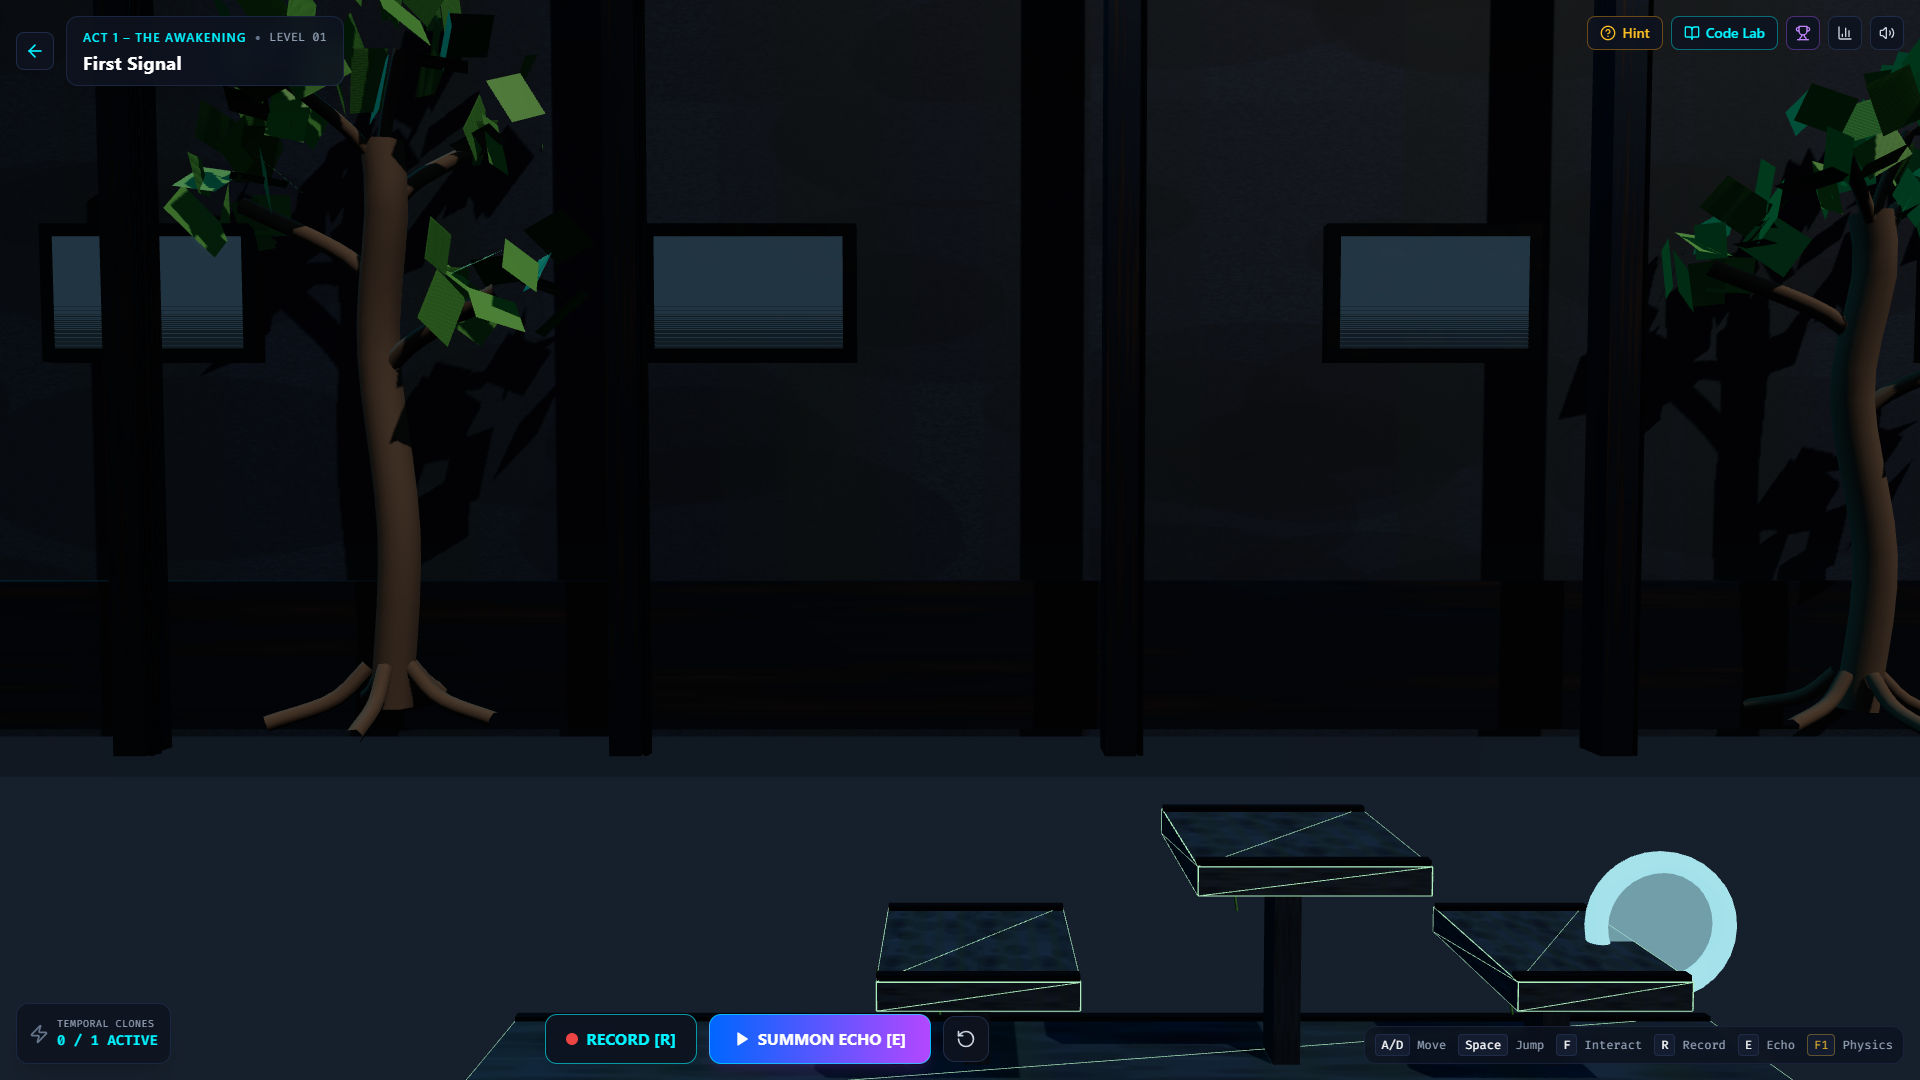 ACT 1 – THE AWAKENING • LEVEL 01
First Signal
Hint
Code Lab
TEMPORAL CLONES
0 / 1 ACTIVE
RECORD [R]
SUMMON ECHO [E]
A/D Move Space Jump F Interact R Record E Echo F1 Physics